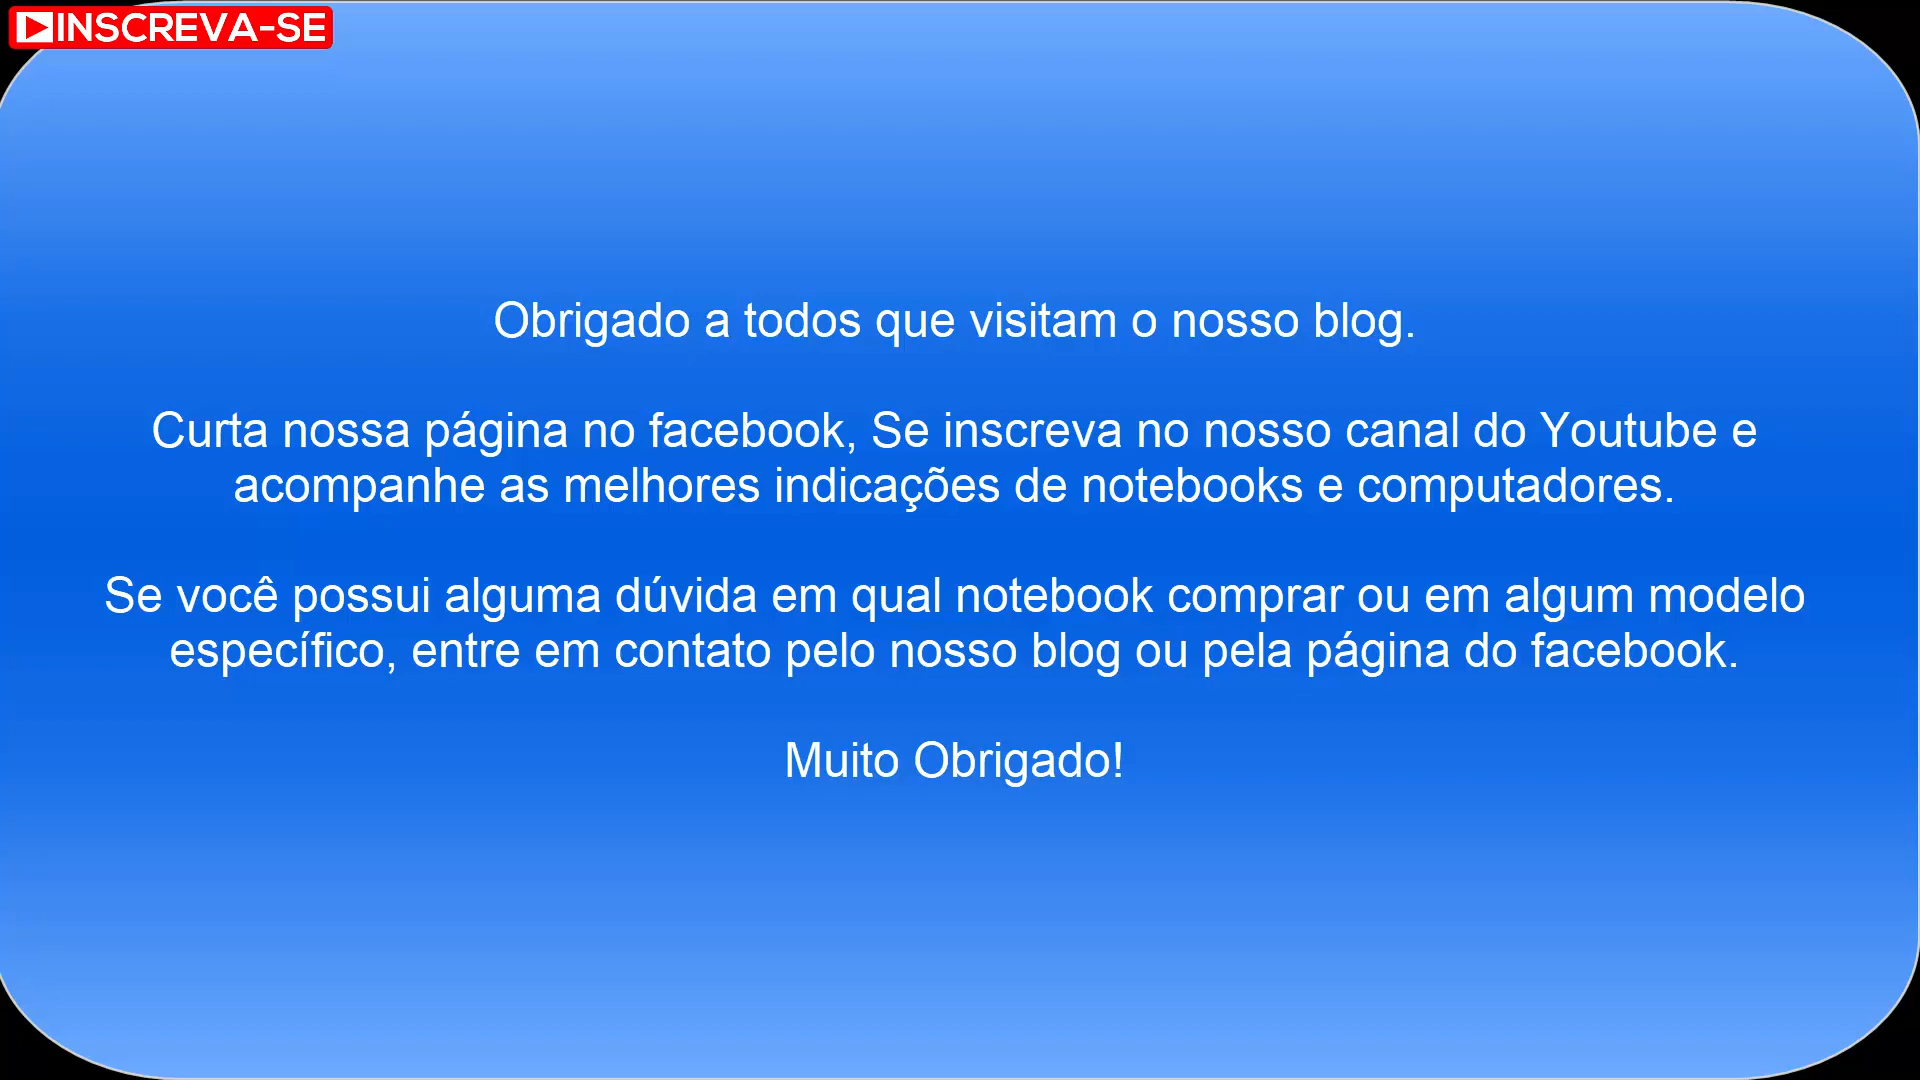 INSCREVA-SE
Obrigado a todos que visitam o nosso blog.
Curta nossa página no facebook, Se inscreva no nosso canal do Youtube e
acompanhe as melhores indicações de notebooks e computadores.
Se você possui alguma dúvida em qual notebook comprar ou em algum modelo
específico, entre em contato pelo nosso blog ou pela página do facebook.
Muito Obrigado!